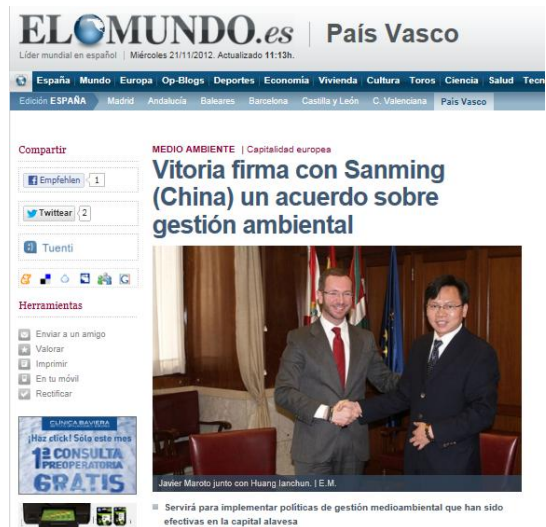 EL MUNDO.es | País Vasco
Líder mundial en español | Miércoles 21/11/2012. Actualizado 11:13h.
España Mundo Europa Op-Blogs Deportes Economía Vivienda Cultura Toros Ciencia Salud Tecn
Edición ESPAÑA Madrid Andalucía Baleares Barcelona Castilla y León C. Valenciana País Vasco
Compartir
Empfehlen 1
Twittear 2
Tuenti
Herramientas
Enviar a un amigo
Valorar
Imprimir
En tu móvil
Rectificar
CLINICA BAVIERA
¡Haz click! Sólo este mes
1ª CONSULTA
PREOPERATORIA
GRATIS
MEDIO AMBIENTE | Capitalidad europea
Vitoria firma con Sanming
(China) un acuerdo sobre
gestión ambiental
Javier Maroto junto con Huang Ianchun. | E.M.
Servirá para implementar políticas de gestión medioambiental que han sido
efectivas en la capital alavesa